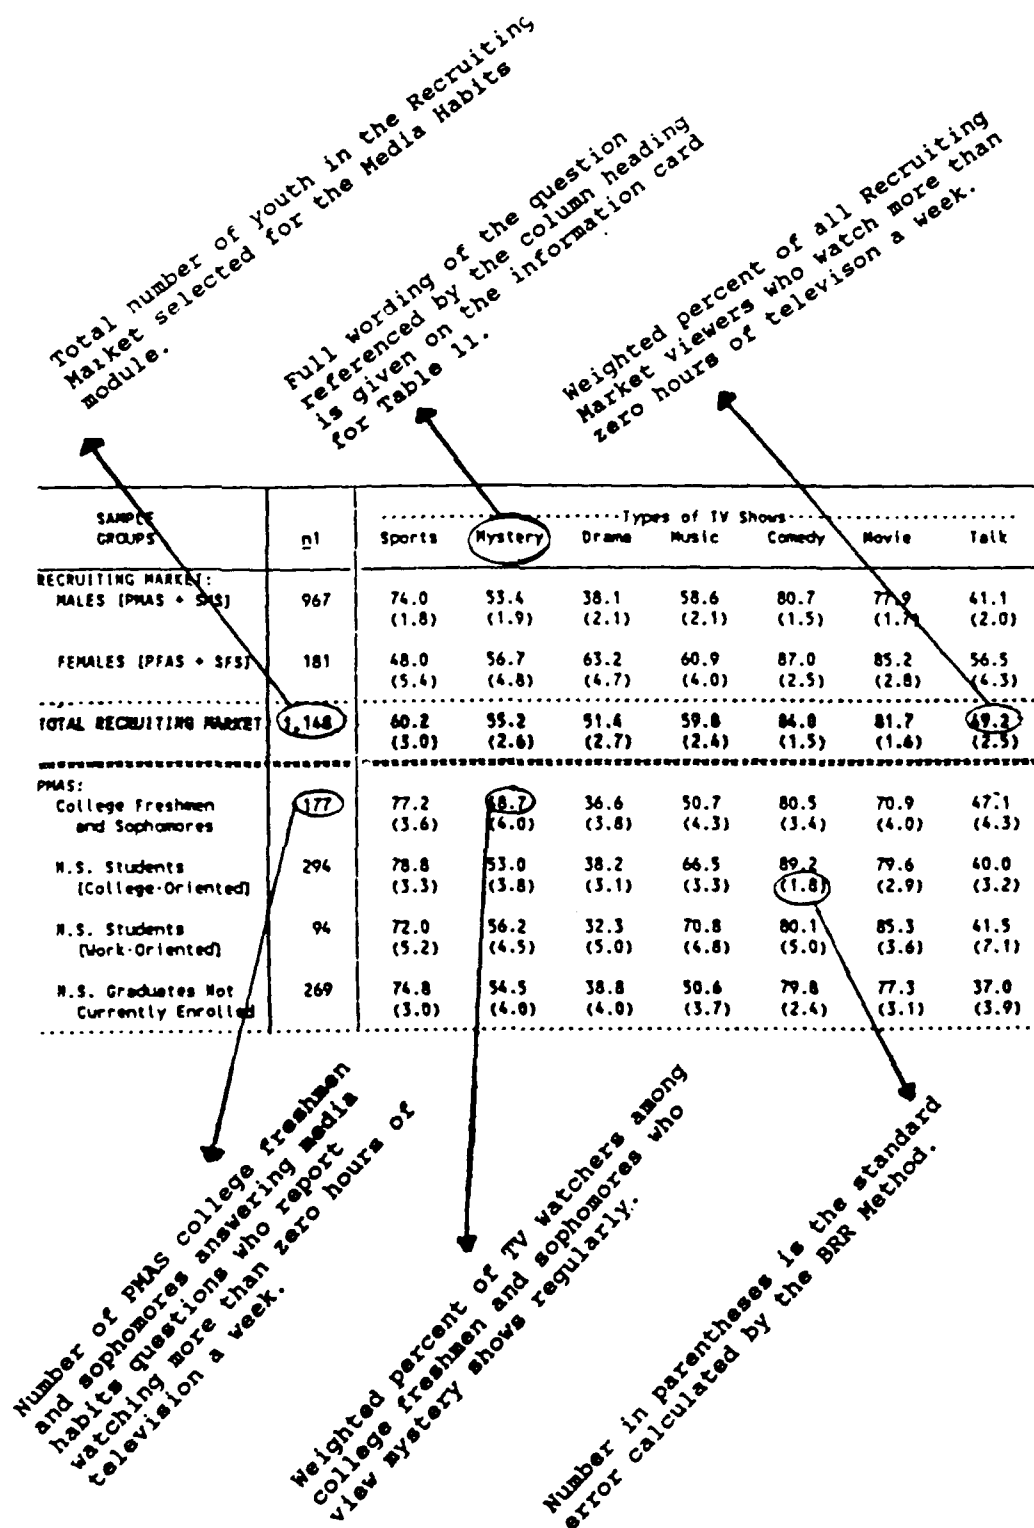 Total number of youth in the Recruiting
Market selected for the Media Habits
module.
Full wording of the question
referenced by the column heading
is given on the information card
for Table 11.
Weighted percent of all Recruiting
Market viewers who watch more than
zero hours of televison a week.
SAMPLE GROUPS n1 Types of TV Shows
Sports Mystery Drama Music Comedy Movie Talk
RECRUITING MARKET:
MALES [PMAS + SMS] 967 74.0 53.4 38.1 58.6 80.7 77.9 41.1
(1.8) (1.9) (2.1) (2.1) (1.5) (1.7) (2.0)
FEMALES [PFAS + SFS] 181 48.0 56.7 63.2 60.9 87.0 85.2 56.5
(5.4) (4.8) (4.7) (4.0) (2.5) (2.8) (4.3)
TOTAL RECRUITING MARKET 1,148 60.2 55.2 51.4 59.8 84.0 81.7 49.2
(3.0) (2.6) (2.7) (2.4) (1.5) (1.6) (2.5)
PMAS:
College Freshmen 177 77.2 36.6 50.7 80.5 70.9 47.1
and Sophomores (3.6) (4.0) (3.8) (4.3) (3.4) (4.0) (4.3)
H.S. Students 294 78.8 53.0 38.2 66.5 89.2 79.6 40.0
[College-Oriented] (3.3) (3.8) (3.1) (3.3) (1.8) (2.9) (3.2)
H.S. Students 94 72.0 56.2 32.3 70.8 80.1 85.3 41.5
[Work-Oriented] (5.2) (4.5) (5.0) (4.8) (5.0) (3.6) (7.1)
H.S. Graduates Not 269 74.8 54.5 38.8 50.6 79.8 77.3 37.0
Currently Enrolled (3.0) (4.0) (4.0) (3.7) (2.4) (3.1) (3.9)
Number of PMAS college freshmen
and sophomores answering media
habits questions who report
watching more than zero hours of
television a week.
Weighted percent of TV watchers among
college freshmen and sophomores who
view mystery shows regularly.
Number in parentheses is the standard
error calculated by the BRR Method.